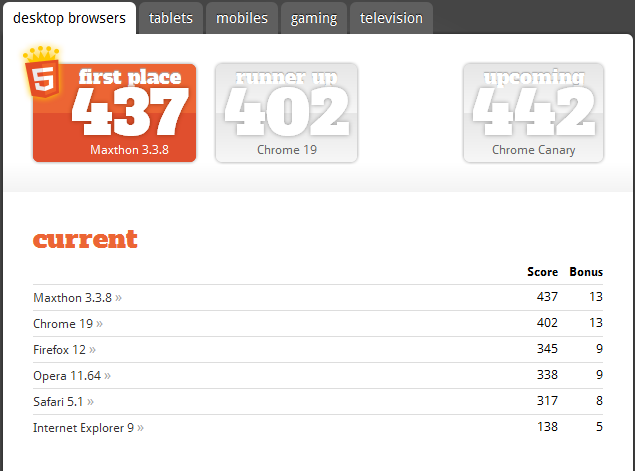 desktop browsers tablets mobiles gaming television
5
first place runner up upcoming
437 402 442
Maxthon 3.3.8 Chrome 19 Chrome Canary
current
Score Bonus
Maxthon 3.3.8 » 437 13
Chrome 19 » 402 13
Firefox 12 » 345 9
Opera 11.64 » 338 9
Safari 5.1 » 317 8
Internet Explorer 9 » 138 5